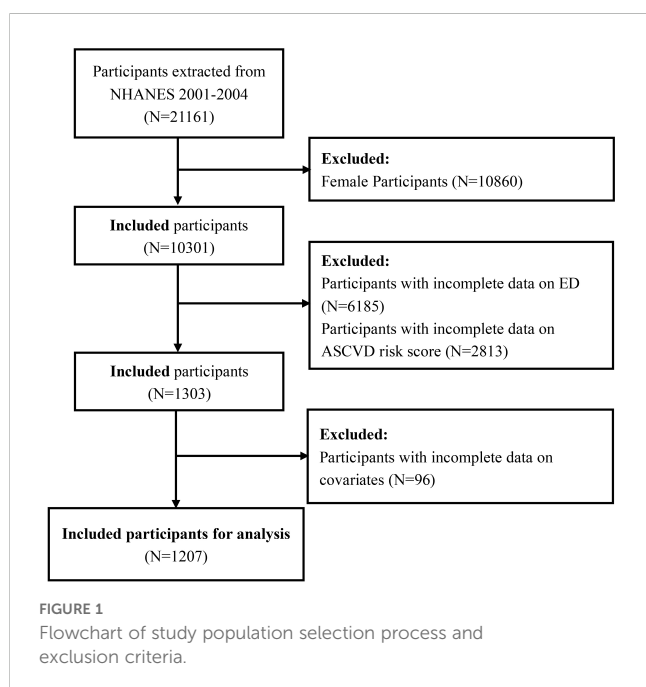 Participants extracted from
NHANES 2001-2004
(N=21161)
Excluded:
Female Participants (N=10860)
Included participants
(N=10301)
Excluded:
Participants with incomplete data on ED
(N=6185)
Participants with incomplete data on
ASCVD risk score (N=2813)
Included participants
(N=1303)
Excluded:
Participants with incomplete data on
covariates (N=96)
Included participants for analysis
(N=1207)
FIGURE 1
Flowchart of study population selection process and
exclusion criteria.